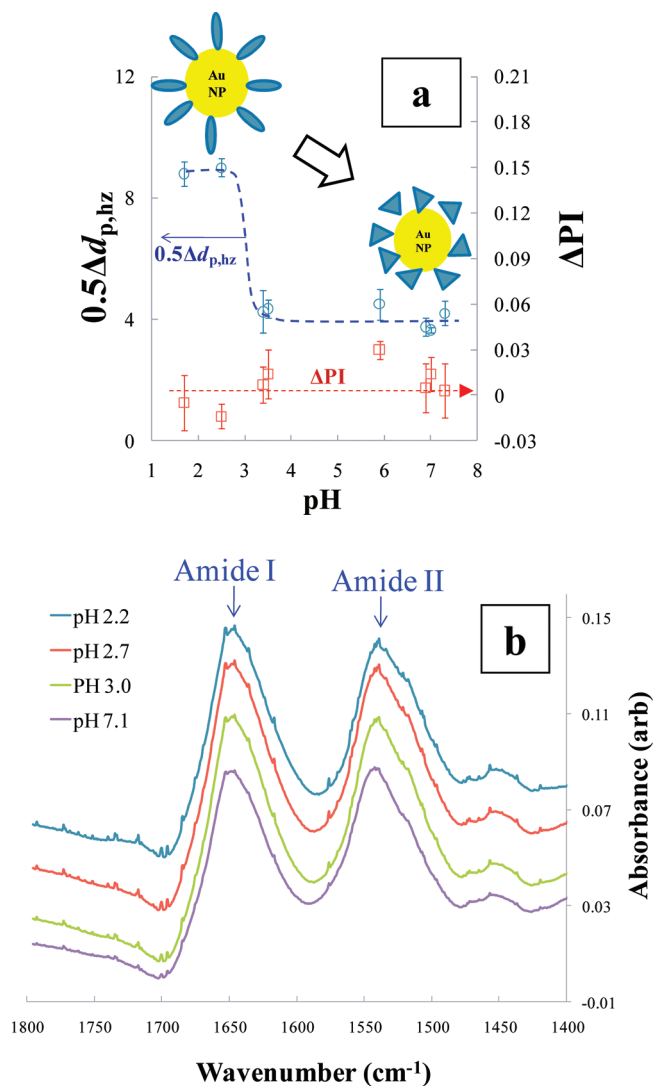 Au
NP
a
12
8
4
0
0.5Δdp,hz
0.5Δdp,hz
Au
NP
0.21
0.18
0.15
0.12
0.09
0.06
0.03
0
-0.03
ΔPI
ΔPI
1 2 3 4 5 6 7 8
pH
Amide I
Amide II
b
pH 2.2
pH 2.7
PH 3.0
pH 7.1
0.15
0.11
0.07
0.03
-0.01
Absorbance (arb)
1800 1750 1700 1650 1600 1550 1500 1450 1400
Wavenumber (cm-1)